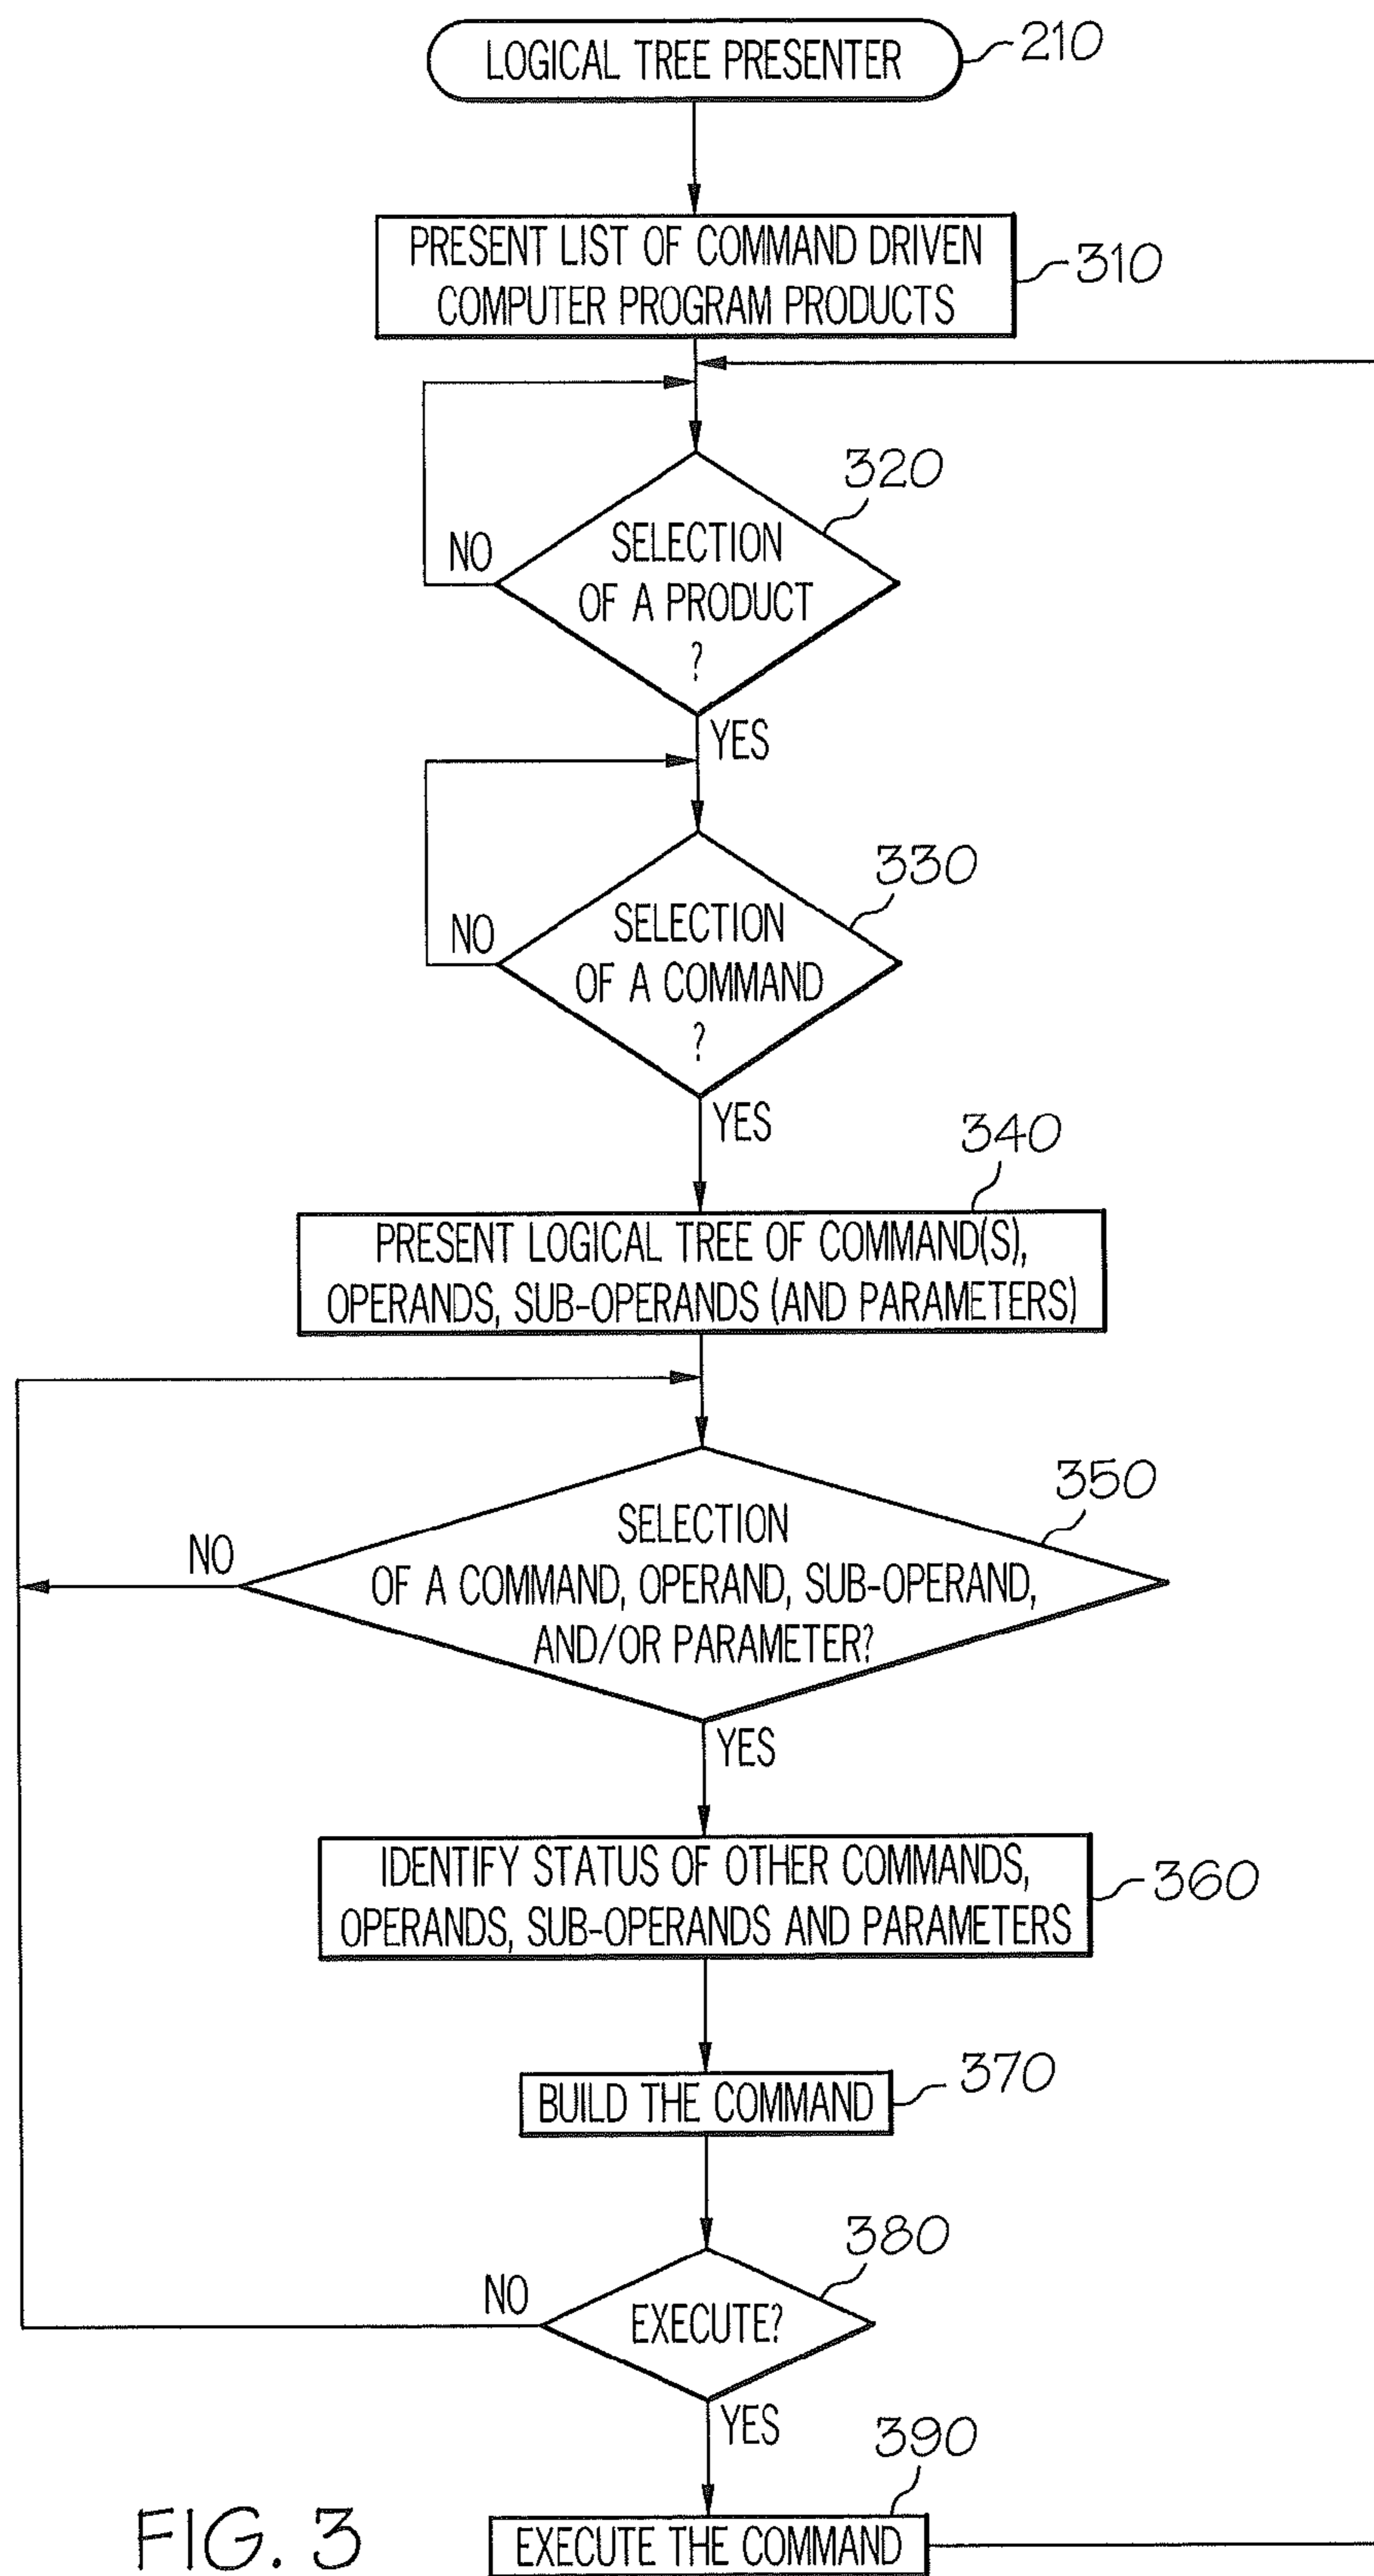 LOGICAL TREE PRESENTER
210
PRESENT LIST OF COMMAND DRIVEN
COMPUTER PROGRAM PRODUCTS
310
320
SELECTION
OF A PRODUCT
?
NO
YES
330
SELECTION
OF A COMMAND
?
NO
YES
340
PRESENT LOGICAL TREE OF COMMAND(S),
OPERANDS, SUB-OPERANDS (AND PARAMETERS)
350
SELECTION
OF A COMMAND, OPERAND, SUB-OPERAND,
AND/OR PARAMETER?
NO
YES
IDENTIFY STATUS OF OTHER COMMANDS,
OPERANDS, SUB-OPERANDS AND PARAMETERS
360
BUILD THE COMMAND
370
380
EXECUTE?
NO
YES
390
EXECUTE THE COMMAND
FIG. 3